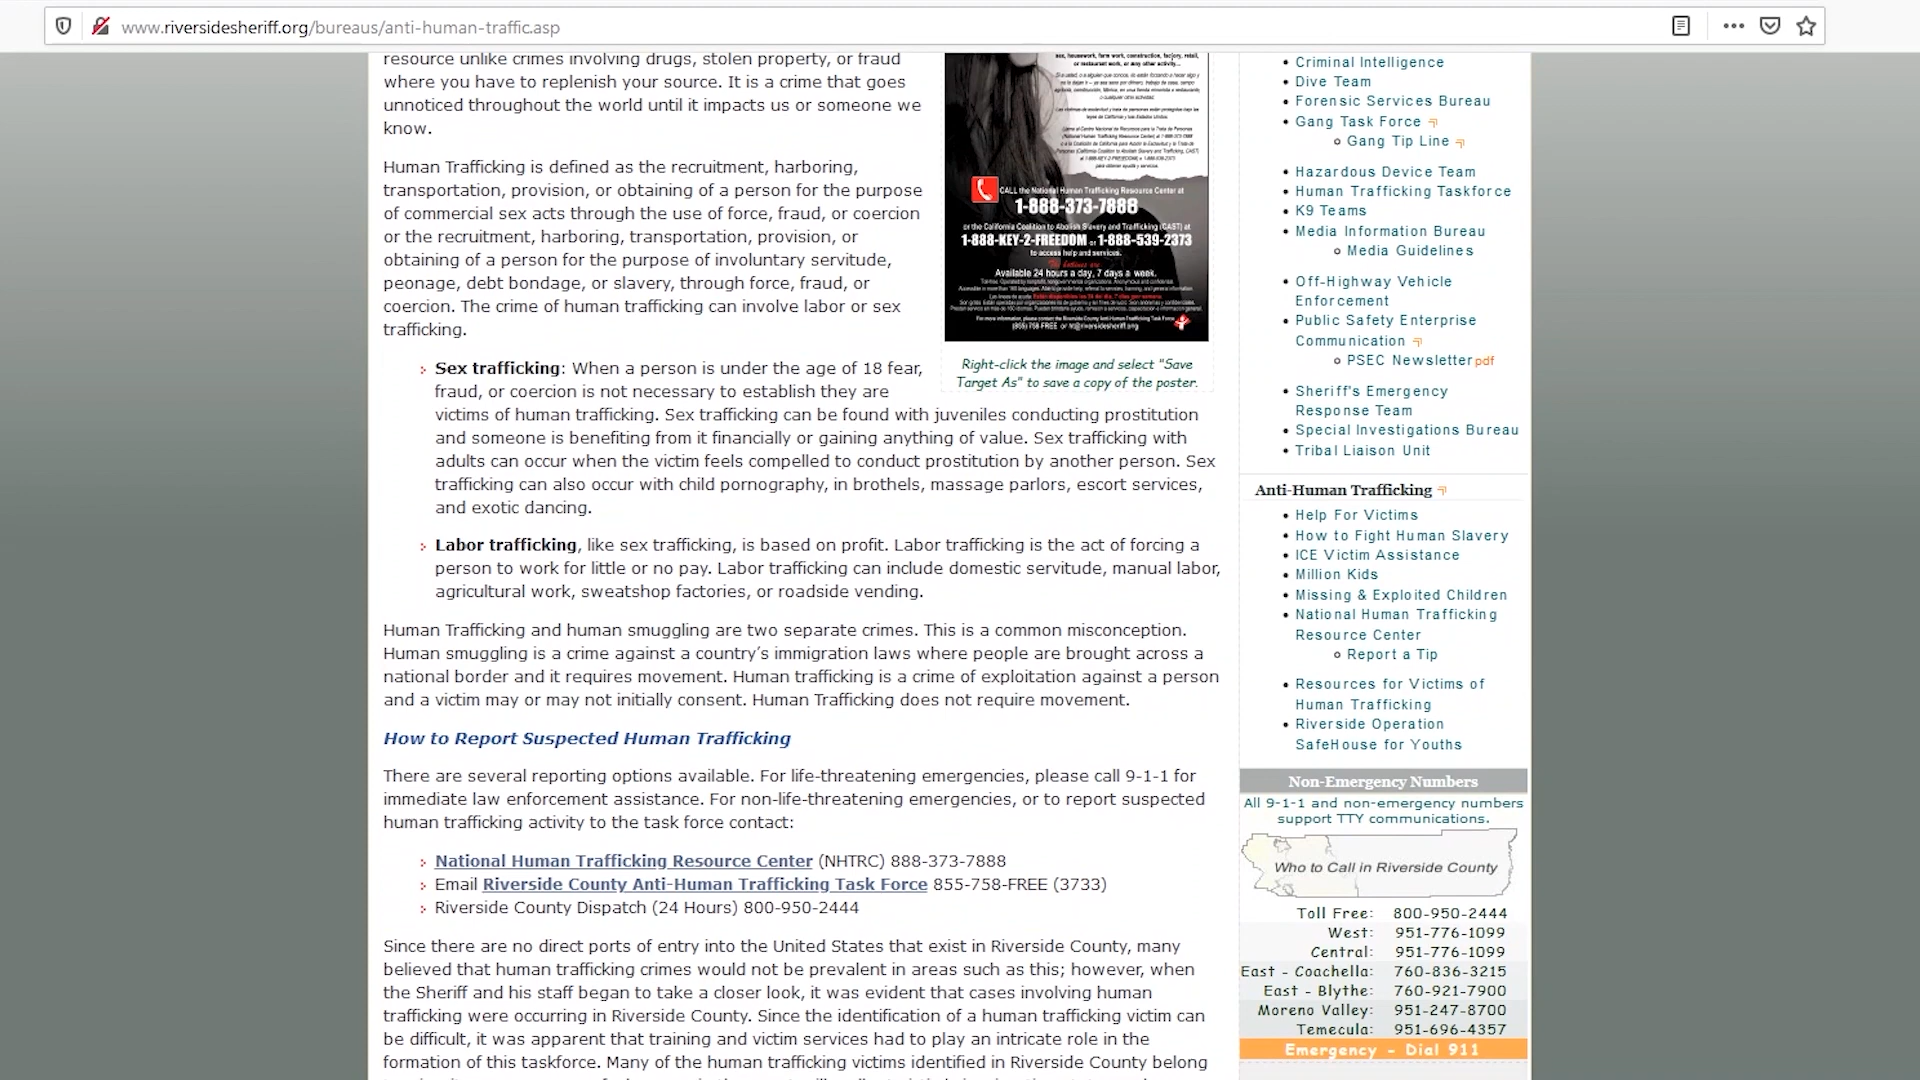 www.riversidesheriff.org/bureaus/anti-human-traffic.asp
resource unlike crimes involving drugs, stolen property, or fraud
where you have to replenish your source. It is a crime that goes
unnoticed throughout the world until it impacts us or someone we
know.
Human Trafficking is defined as the recruitment, harboring,
transportation, provision, or obtaining of a person for the purpose
of commercial sex acts through the use of force, fraud, or coercion
or the recruitment, harboring, transportation, provision, or
obtaining of a person for the purpose of involuntary servitude,
peonage, debt bondage, or slavery, through force, fraud, or
coercion. The crime of human trafficking can involve labor or sex
trafficking.
CALL the National Human Trafficking Resource Center at
1-888-373-7888
or the California Coalition to Abolish Slavery and Trafficking (CAST) at
1-888-KEY-2-FREEDOM or 1-888-539-2373
to access help and services.
Available 24 hours a day, 7 days a week.
(855) 758-FREE or ht@riversidesheriff.org
Right-click the image and select "Save
Target As" to save a copy of the poster.
Sex trafficking: When a person is under the age of 18 fear,
fraud, or coercion is not necessary to establish they are
victims of human trafficking. Sex trafficking can be found with juveniles conducting prostitution
and someone is benefiting from it financially or gaining anything of value. Sex trafficking with
adults can occur when the victim feels compelled to conduct prostitution by another person. Sex
trafficking can also occur with child pornography, in brothels, massage parlors, escort services,
and exotic dancing.
Labor trafficking, like sex trafficking, is based on profit. Labor trafficking is the act of forcing a
person to work for little or no pay. Labor trafficking can include domestic servitude, manual labor,
agricultural work, sweatshop factories, or roadside vending.
Human Trafficking and human smuggling are two separate crimes. This is a common misconception.
Human smuggling is a crime against a country's immigration laws where people are brought across a
national border and it requires movement. Human trafficking is a crime of exploitation against a person
and a victim may or may not initially consent. Human Trafficking does not require movement.
How to Report Suspected Human Trafficking
There are several reporting options available. For life-threatening emergencies, please call 9-1-1 for
immediate law enforcement assistance. For non-life-threatening emergencies, or to report suspected
human trafficking activity to the task force contact:
National Human Trafficking Resource Center (NHTRC) 888-373-7888
Email Riverside County Anti-Human Trafficking Task Force 855-758-FREE (3733)
Riverside County Dispatch (24 Hours) 800-950-2444
Since there are no direct ports of entry into the United States that exist in Riverside County, many
believed that human trafficking crimes would not be prevalent in areas such as this; however, when
the Sheriff and his staff began to take a closer look, it was evident that cases involving human
trafficking were occurring in Riverside County. Since the identification of a human trafficking victim can
be difficult, it was apparent that training and victim services had to play an intricate role in the
formation of this taskforce. Many of the human trafficking victims identified in Riverside County belong
Criminal Intelligence
Dive Team
Forensic Services Bureau
Gang Task Force
Gang Tip Line
Hazardous Device Team
Human Trafficking Taskforce
K9 Teams
Media Information Bureau
Media Guidelines
Off-Highway Vehicle
Enforcement
Public Safety Enterprise
Communication
PSEC Newsletter pdf
Sheriff's Emergency
Response Team
Special Investigations Bureau
Tribal Liaison Unit
Anti-Human Trafficking
Help For Victims
How to Fight Human Slavery
ICE Victim Assistance
Million Kids
Missing & Exploited Children
National Human Trafficking
Resource Center
Report a Tip
Resources for Victims of
Human Trafficking
Riverside Operation
SafeHouse for Youths
Non-Emergency Numbers
All 9-1-1 and non-emergency numbers
support TTY communications.
Who to Call in Riverside County
Toll Free: 800-950-2444
West: 951-776-1099
Central: 951-776-1099
East - Coachella: 760-836-3215
East - Blythe: 760-921-7900
Moreno Valley: 951-247-8700
Temecula: 951-696-4357
Emergency - Dial 911